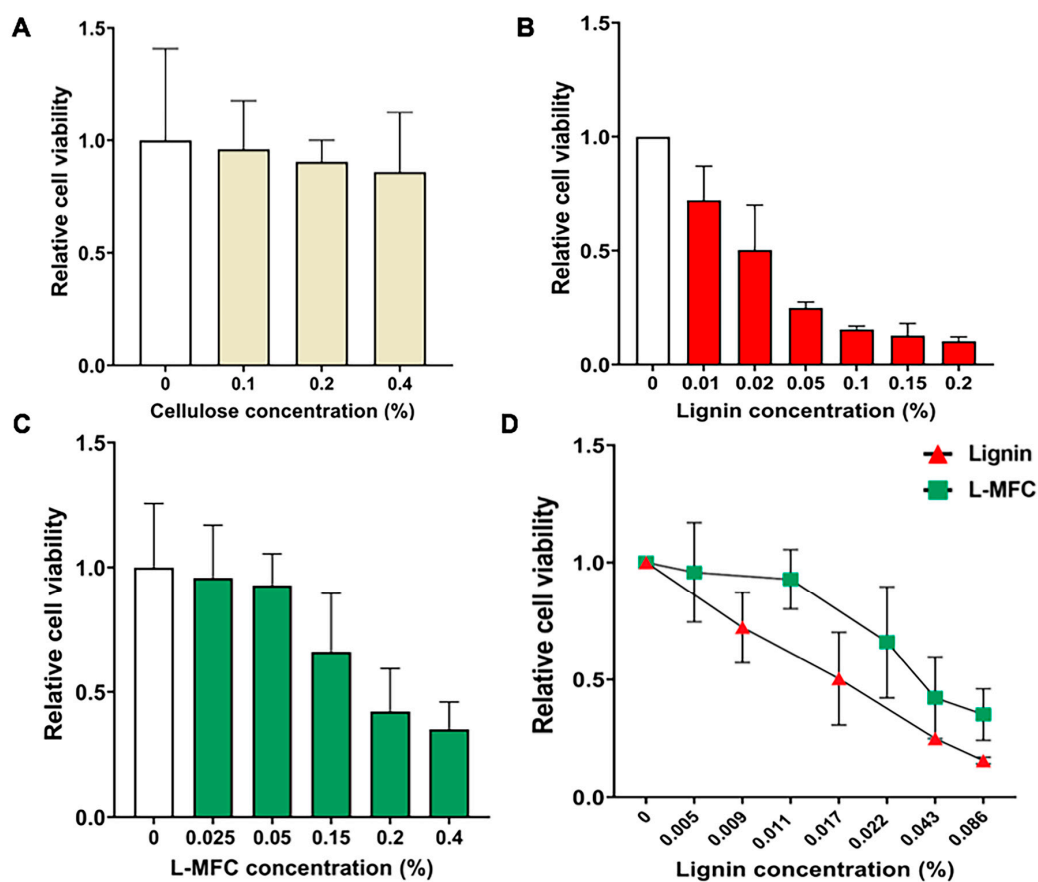 A
Relative cell viability
1.5
1.0
0.5
0.0
0 0.1 0.2 0.4
Cellulose concentration (%)
B
Relative cell viability
1.5
1.0
0.5
0.0
0 0.01 0.02 0.05 0.1 0.15 0.2
Lignin concentration (%)
C
Relative cell viability
1.5
1.0
0.5
0.0
0 0.025 0.05 0.15 0.2 0.4
L-MFC concentration (%)
D
Lignin
L-MFC
Relative cell viability
1.5
1.0
0.5
0.0
0 0.005 0.009 0.011 0.017 0.022 0.043 0.086
Lignin concentration (%)